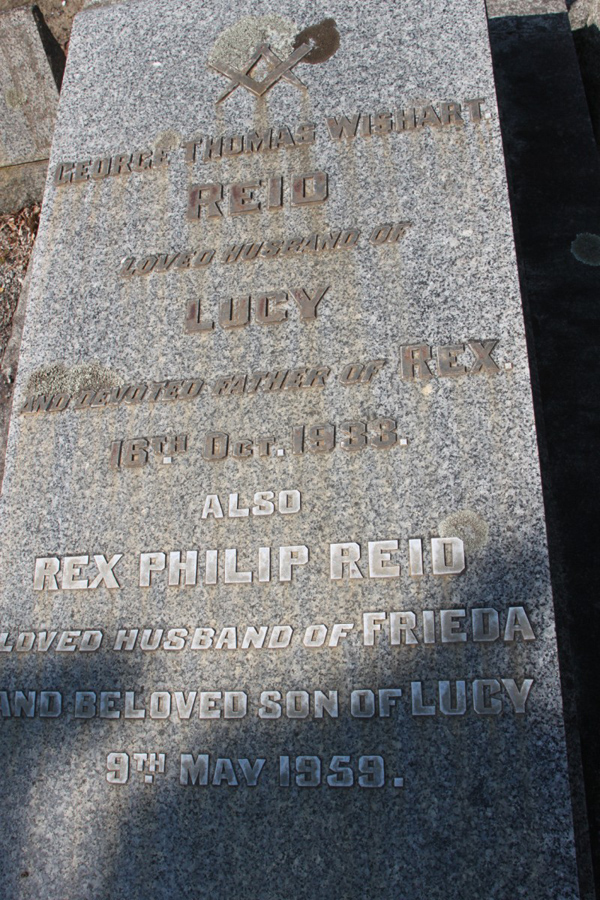 GEORGE THOMAS WISHART
REID
LOVED HUSBAND OF
LUCY
AND DEVOTED FATHER OF REX.
16TH OCT. 1933.
ALSO
REX PHILIP REID
LOVED HUSBAND OF FRIEDA
AND BELOVED SON OF LUCY
9TH MAY 1959.